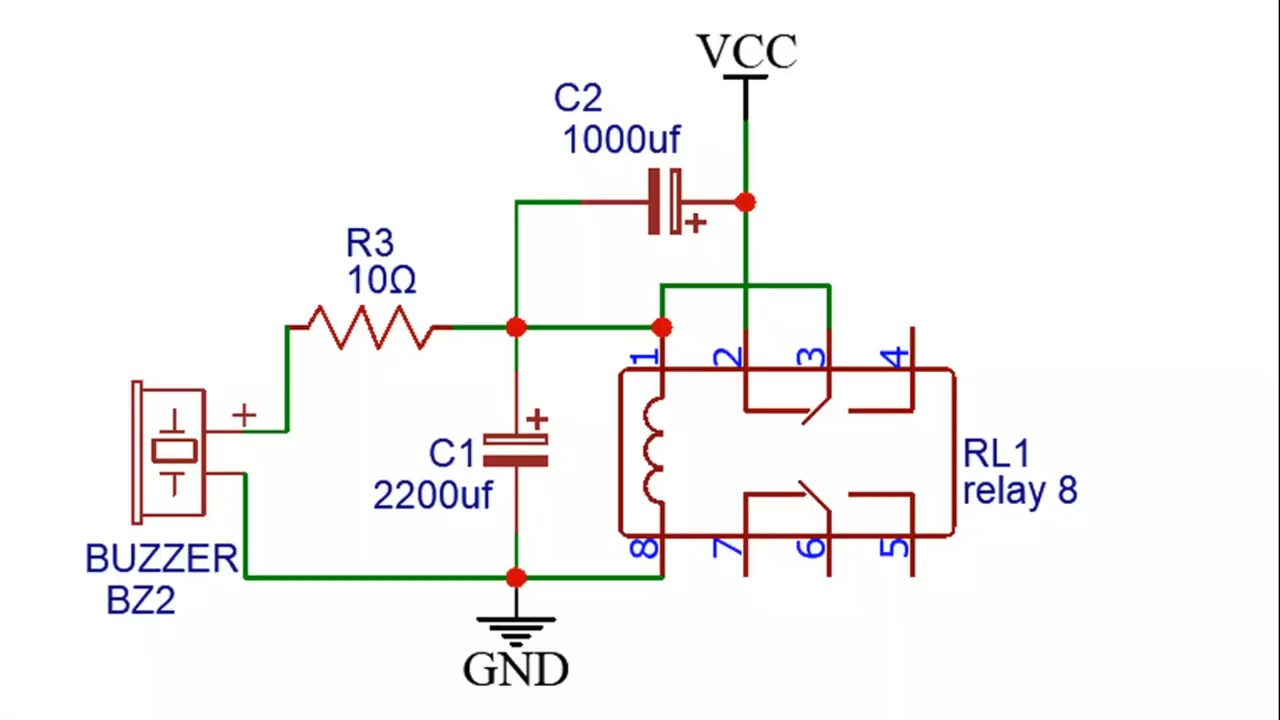 VCC
C2
1000uf
+
R3
10Ω
1
2
3
4
+
+
C1
2200uf
RL1
relay 8
8
7
6
5
BUZZER
BZ2
GND